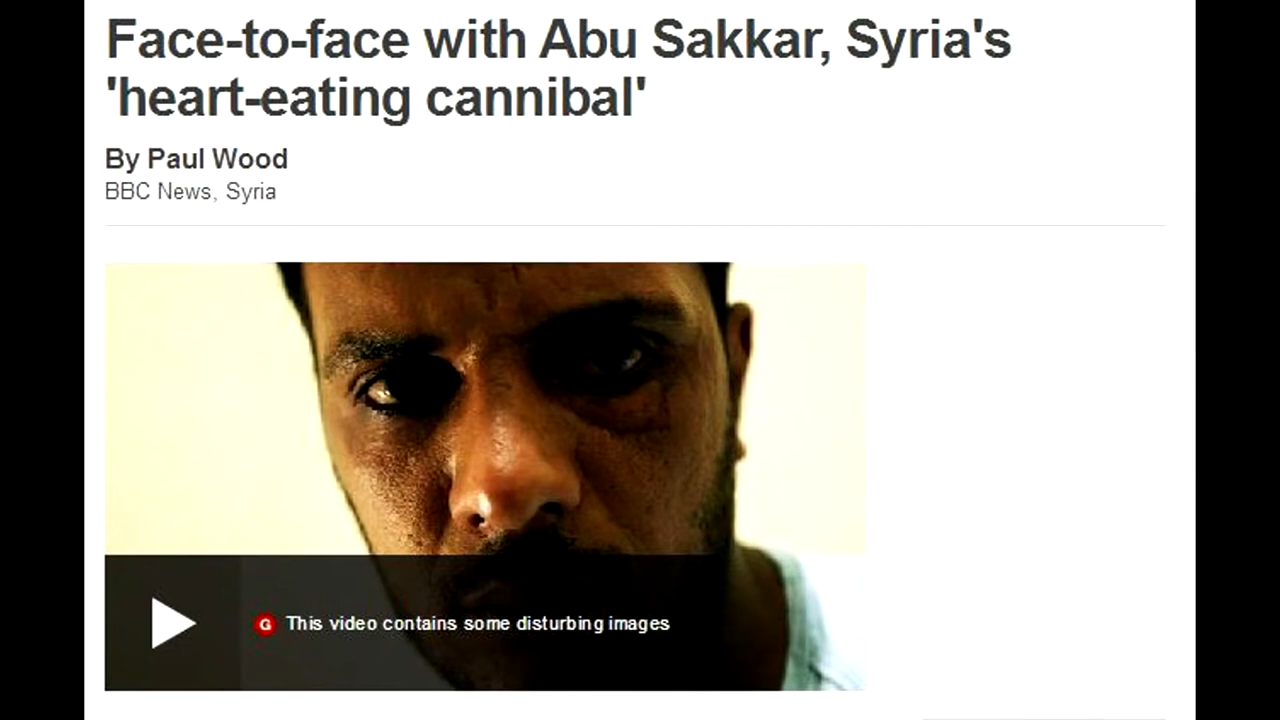 Face-to-face with Abu Sakkar, Syria's
'heart-eating cannibal'
By Paul Wood
BBC News, Syria
G This video contains some disturbing images